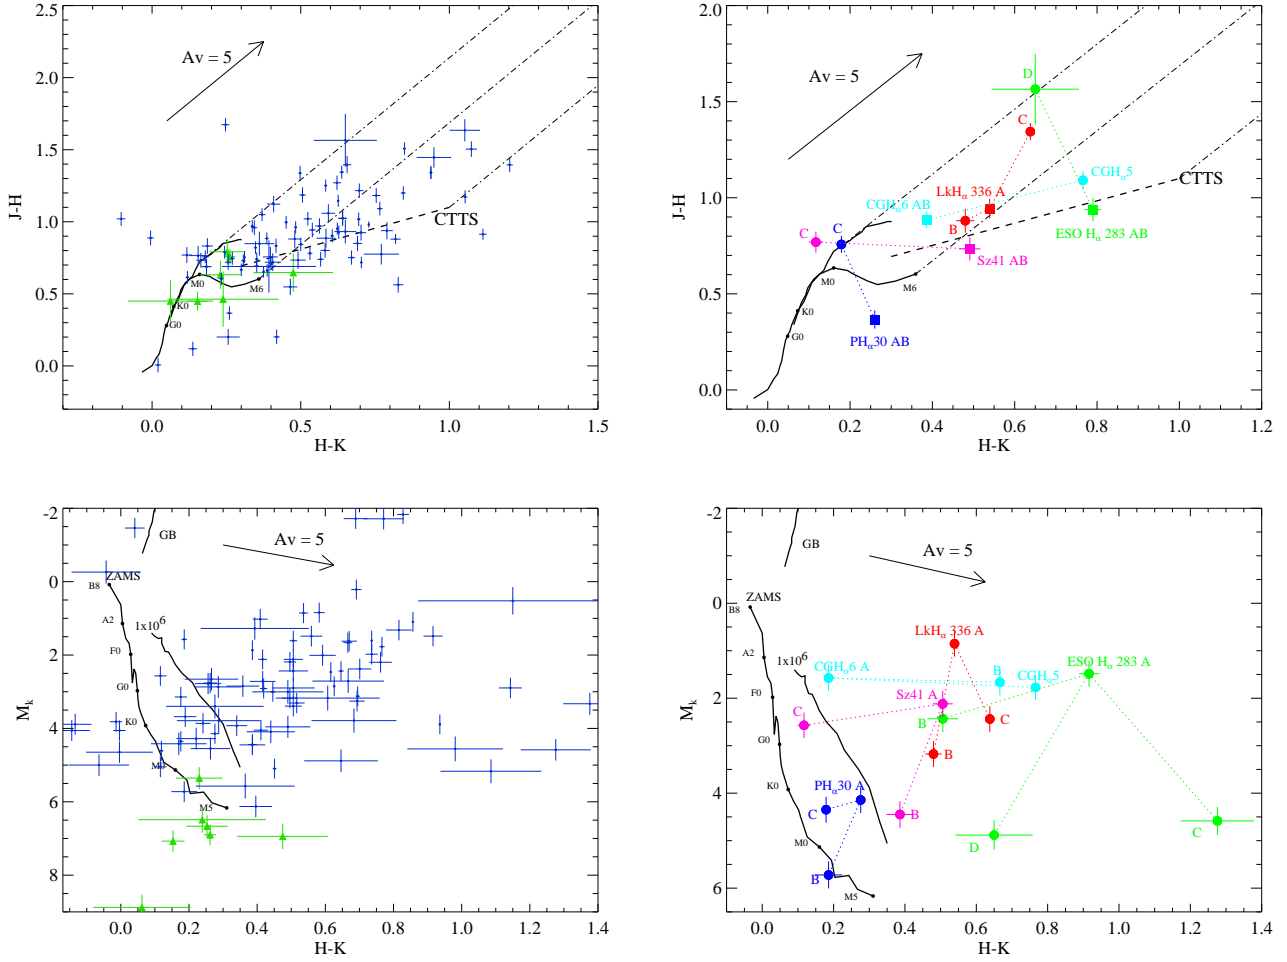 2.5
2.0
1.5
1.0
0.5
0.0
J-H
0.0
0.5
1.0
1.5
H-K
Av = 5
CTTS
M0
M6
K0
G0
2.0
1.5
1.0
0.5
0.0
J-H
0.0
0.2
0.4
0.6
0.8
1.0
1.2
H-K
Av = 5
D
C
CGHα5
LkHα 336 A
CGHα6 AB
CTTS
C
C
B
ESO Hα 283 AB
Sz41 AB
M0
M6
K0
G0
PHα30 AB
-2
0
2
4
6
8
Mk
0.0
0.2
0.4
0.6
0.8
1.0
1.2
1.4
H-K
GB
Av = 5
ZAMS
B8
A2
1x10⁶
F0
G0
K0
M0
M5
-2
0
2
4
6
Mk
0.0
0.2
0.4
0.6
0.8
1.0
1.2
1.4
H-K
GB
Av = 5
ZAMS
B8
LkHα 336 A
A2
1x10⁶
CGHα6 A
B
CGHα5
ESO Hα 283 A
F0
Sz41 A
C
B
C
G0
B
K0
PHα30 A
C
B
C
M0
D
B
M5